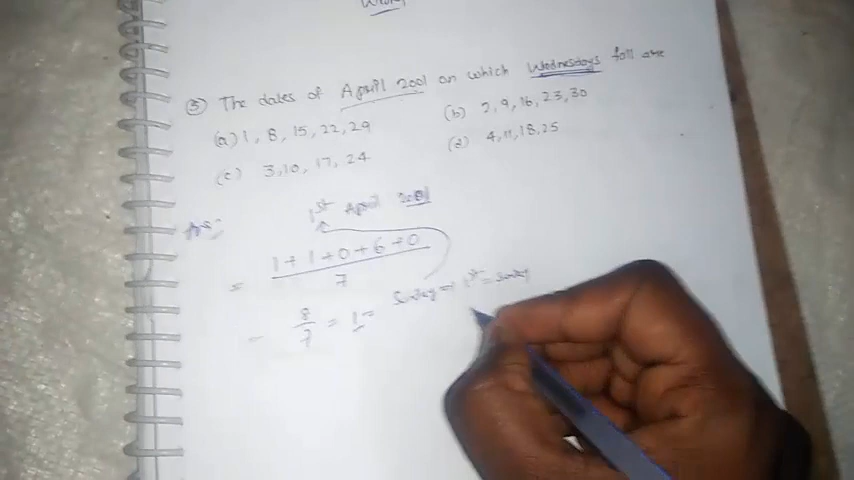 ③ The dates of April 2001 on which Wednesdays fall are
(a) 1, 8, 15, 22, 29 (b) 2, 9, 16, 23, 30
(c) 3, 10, 17, 24 (d) 4, 11, 18, 25
Ans:
1st April 2001
= 1+1+0+6+0
7
= 8/7 = 1 = Sunday = 1st = Sunday